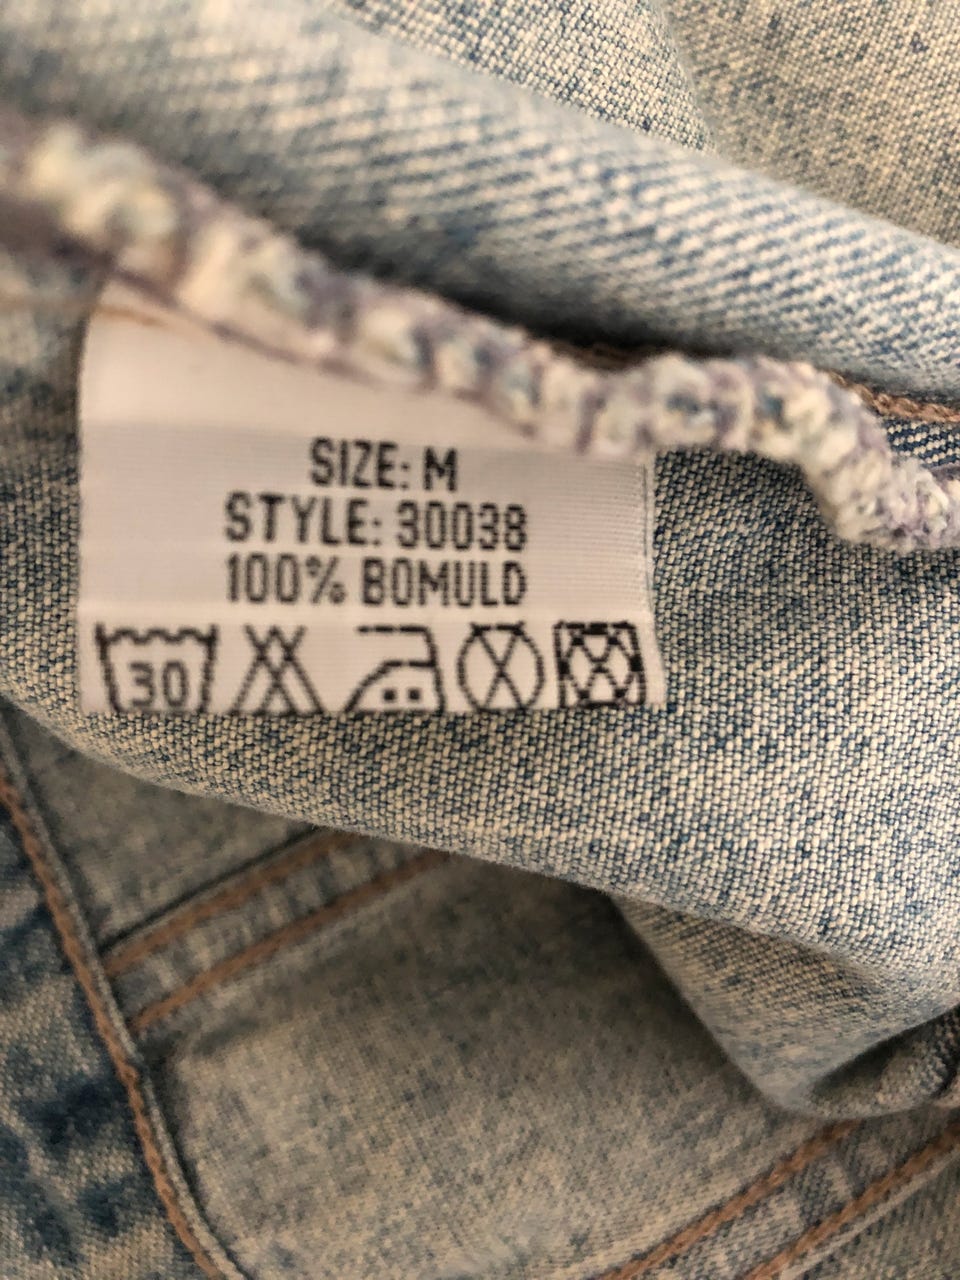 SIZE: M
STYLE: 30038
100% BOMULD
30